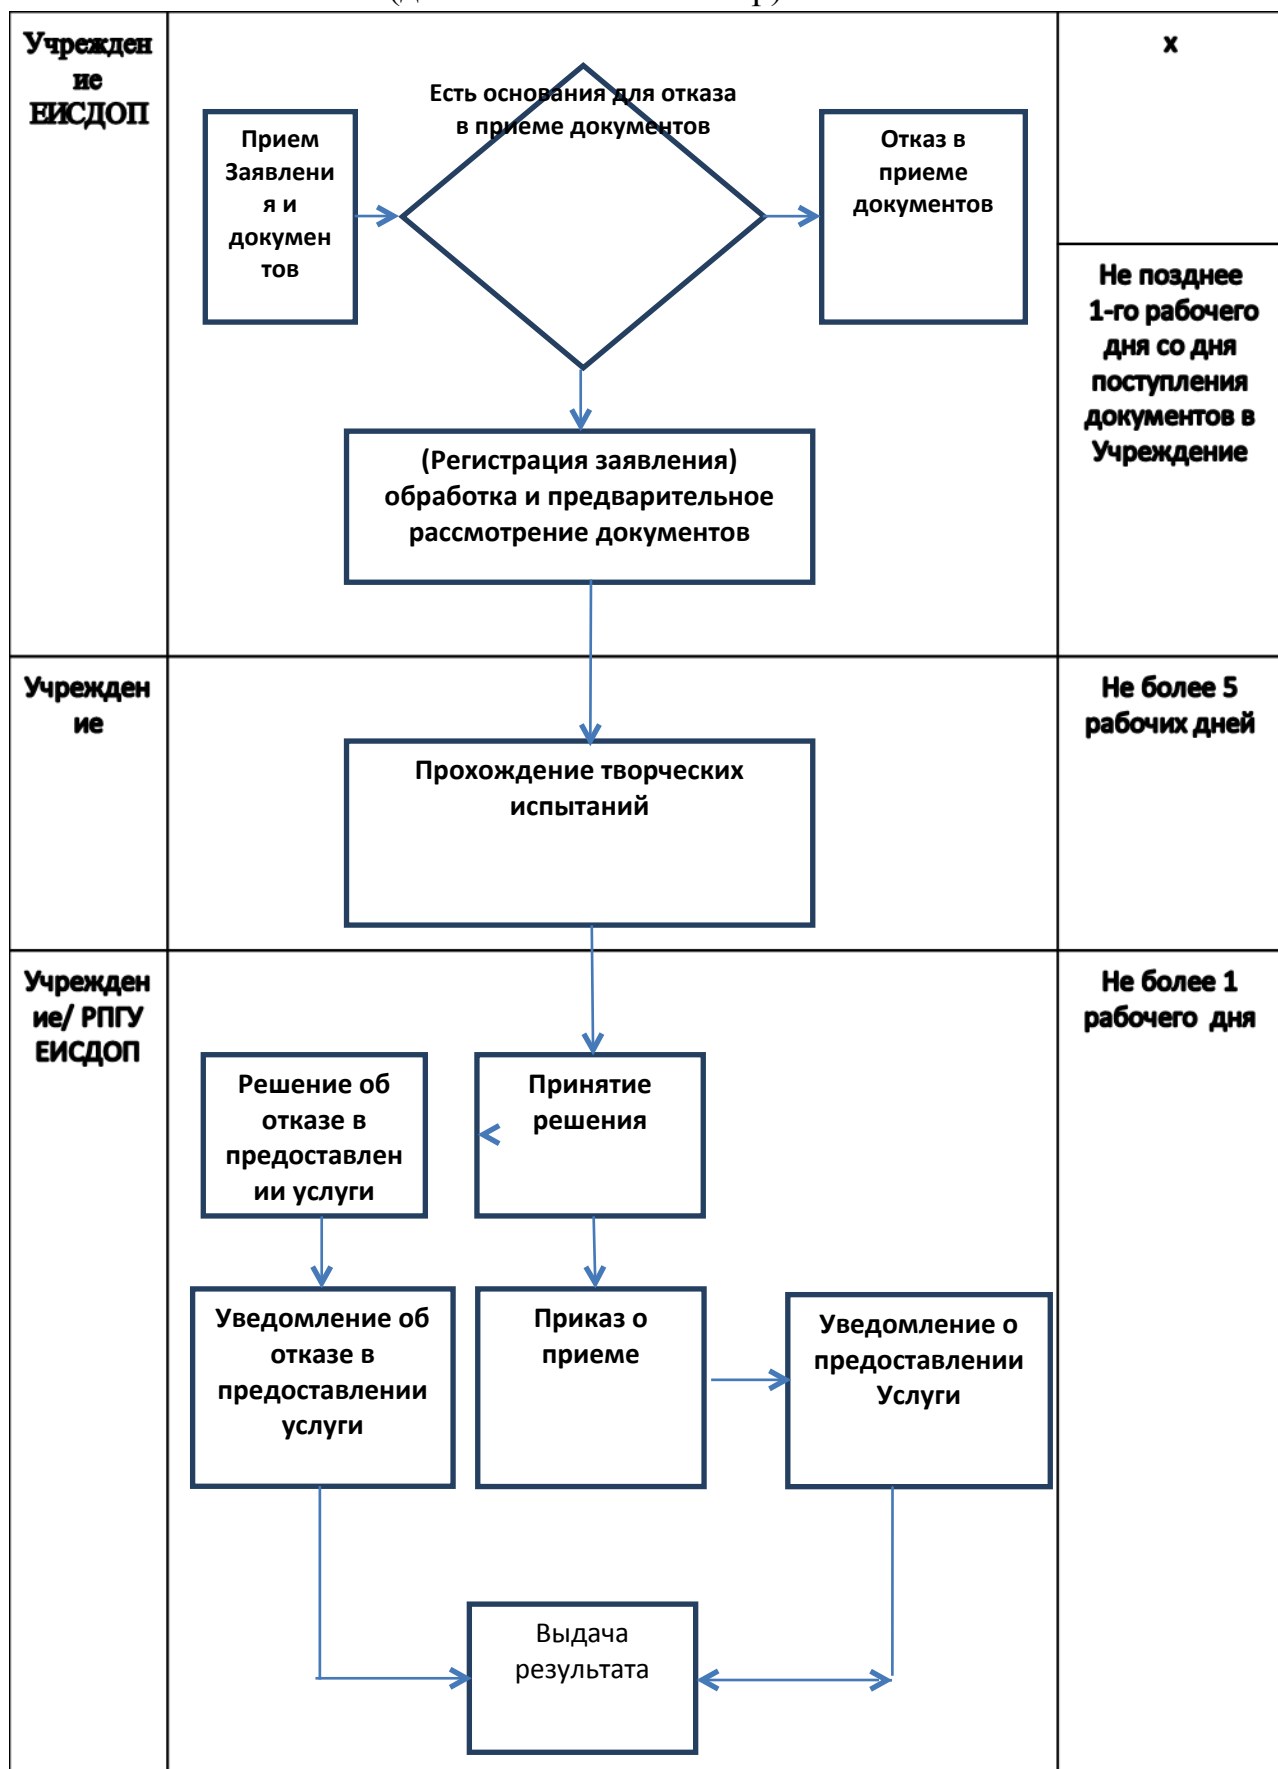 Учрежден
ие
ЕИСДОП
Есть основания для отказа
в приеме документов
Прием
Заявлени
я и
докумен
тов
Отказ в
приеме
документов
х
Не позднее
1-го рабочего
дня со дня
поступления
документов в
Учреждение
(Регистрация заявления)
обработка и предварительное
рассмотрение документов
Учрежден
ие
Прохождение творческих
испытаний
Не более 5
рабочих дней
Учрежден
ие/ РПГУ
ЕИСДОП
Не более 1
рабочего дня
Решение об
отказе в
предоставлен
ии услуги
Принятие
решения
Уведомление об
отказе в
предоставлении
услуги
Приказ о
приеме
Уведомление о
предоставлении
Услуги
Выдача
результата